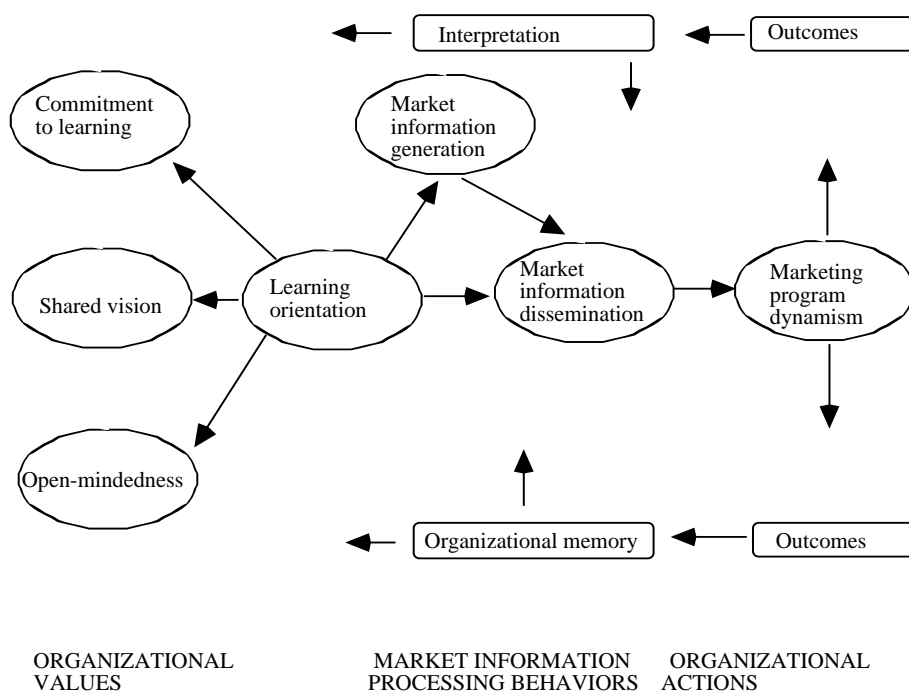 Interpretation
Outcomes
Commitment
to learning
Market
information
generation
Shared vision
Learning
orientation
Market
information
dissemination
Marketing
program
dynamism
Open-mindedness
Organizational memory
Outcomes
ORGANIZATIONAL
VALUES
MARKET INFORMATION
PROCESSING BEHAVIORS
ORGANIZATIONAL
ACTIONS